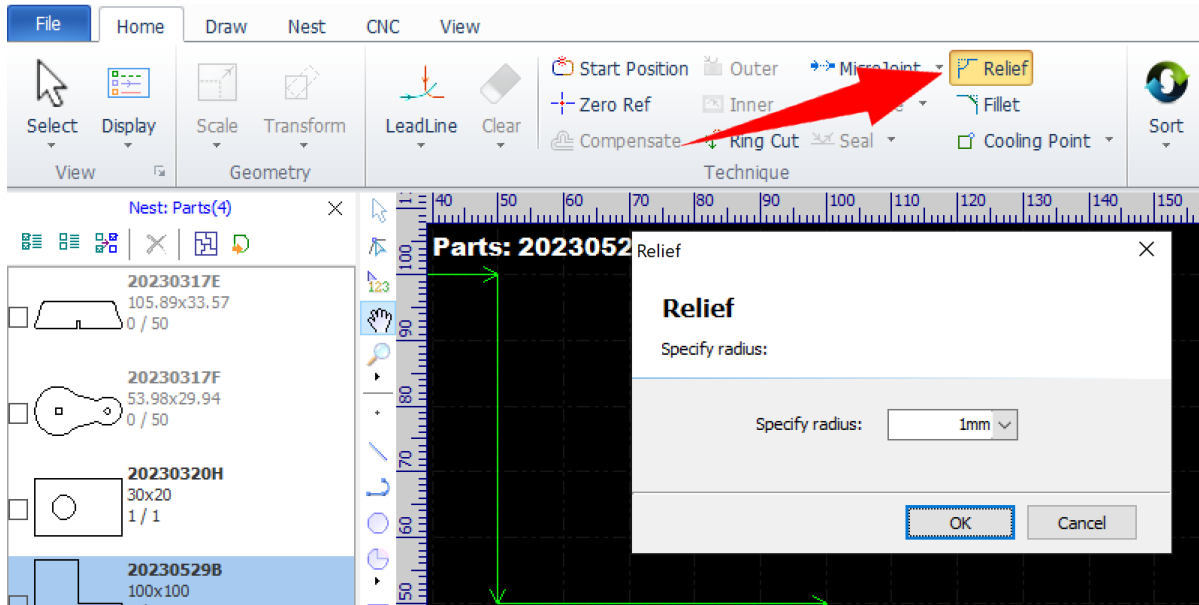 File Home Draw Nest CNC View
Start Position Outer MicroJoint Relief
Zero Ref Inner Fillet
Select Display Scale Transform LeadLine Clear Compensate Ring Cut Seal Cooling Point Sort
View Geometry Technique
Nest: Parts(4)
40 50 60 70 80 90 100 110 120 130 140 150
123
100
90
80
70
60
50
20230317E
105.89x33.57
0 / 50
20230317F
53.98x29.94
0 / 50
20230320H
30x20
1 / 1
20230529B
100x100
Parts: 2023052
Relief
Relief
Specify radius:
Specify radius: 1mm
OK Cancel